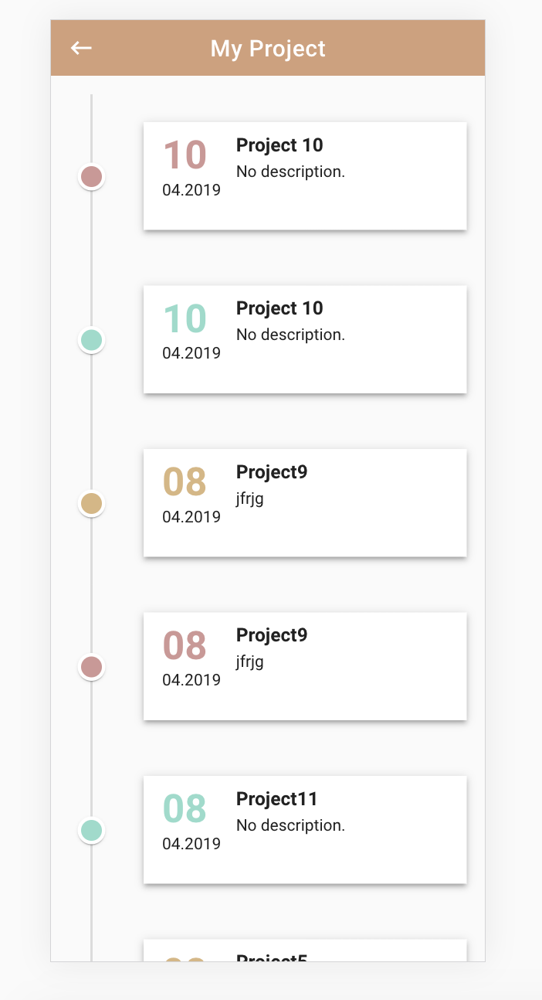 My Project
10
Project 10
No description.
04.2019
10
Project 10
No description.
04.2019
08
Project9
jfrjg
04.2019
08
Project9
jfrjg
04.2019
08
Project11
No description.
04.2019
Project5